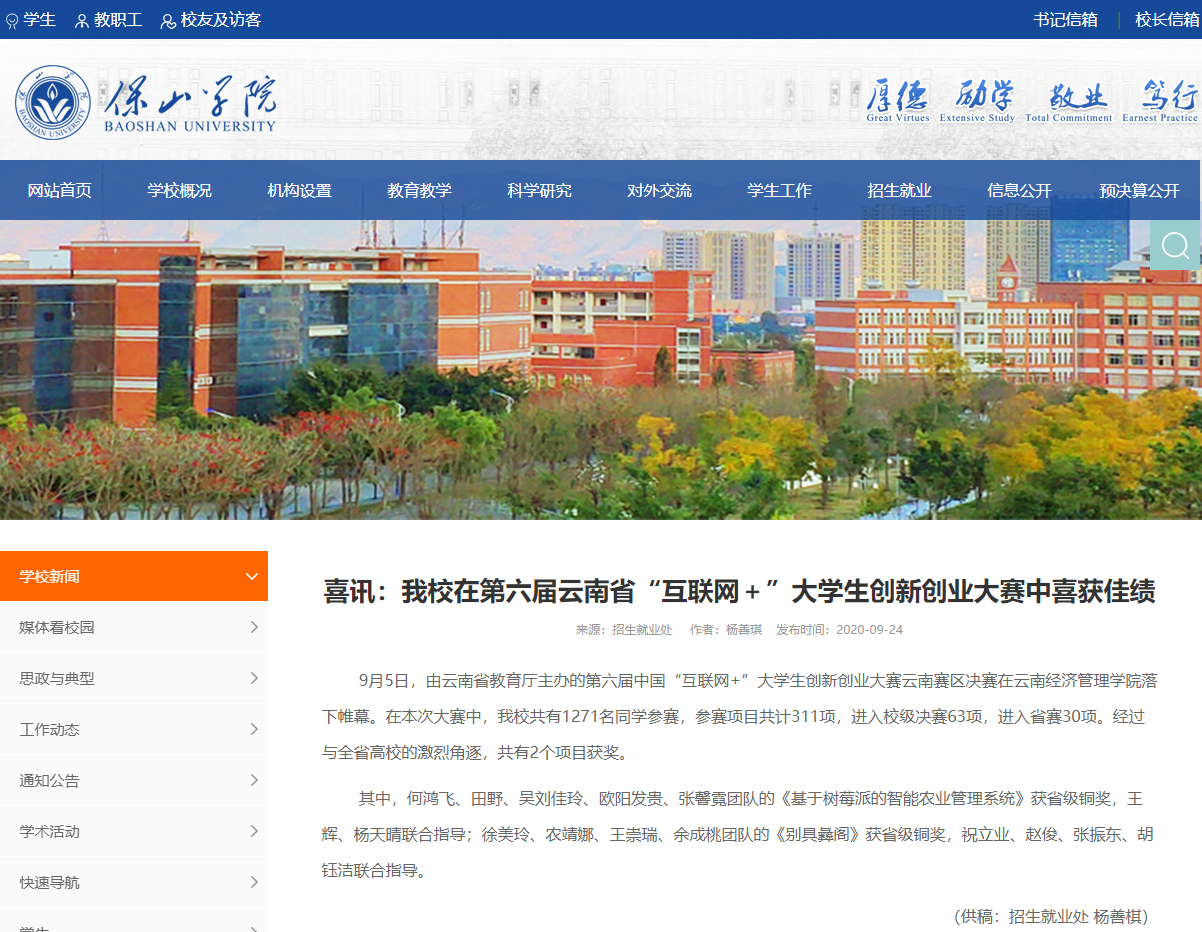 学生 教职工 校友及访客 书记信箱 | 校长信箱
保山学院
BAOSHAN UNIVERSITY
厚德 励学 敬业 笃行
Great Virtues Extensive Study Total Commitment Earnest Practice
网站首页 学校概况 机构设置 教育教学 科学研究 对外交流 学生工作 招生就业 信息公开 预决算公开
学校新闻
媒体看校园
思政与典型
工作动态
通知公告
学术活动
快速导航
喜讯：我校在第六届云南省“互联网＋”大学生创新创业大赛中喜获佳绩
来源：招生就业处 作者：杨善琪 发布时间：2020-09-24
9月5日，由云南省教育厅主办的第六届中国“互联网+”大学生创新创业大赛云南赛区决赛在云南经济管理学院落
下帷幕。在本次大赛中，我校共有1271名同学参赛，参赛项目共计311项，进入校级决赛63项，进入省赛30项。经过
与全省高校的激烈角逐，共有2个项目获奖。
其中，何鸿飞、田野、吴刘佳玲、欧阳发贵、张馨霓团队的《基于树莓派的智能农业管理系统》获省级铜奖，王
辉、杨天晴联合指导；徐美玲、农靖娜、王崇瑞、余成桃团队的《别具彝阁》获省级铜奖，祝立业、赵俊、张振东、胡
钰洁联合指导。
（供稿：招生就业处 杨善棋）